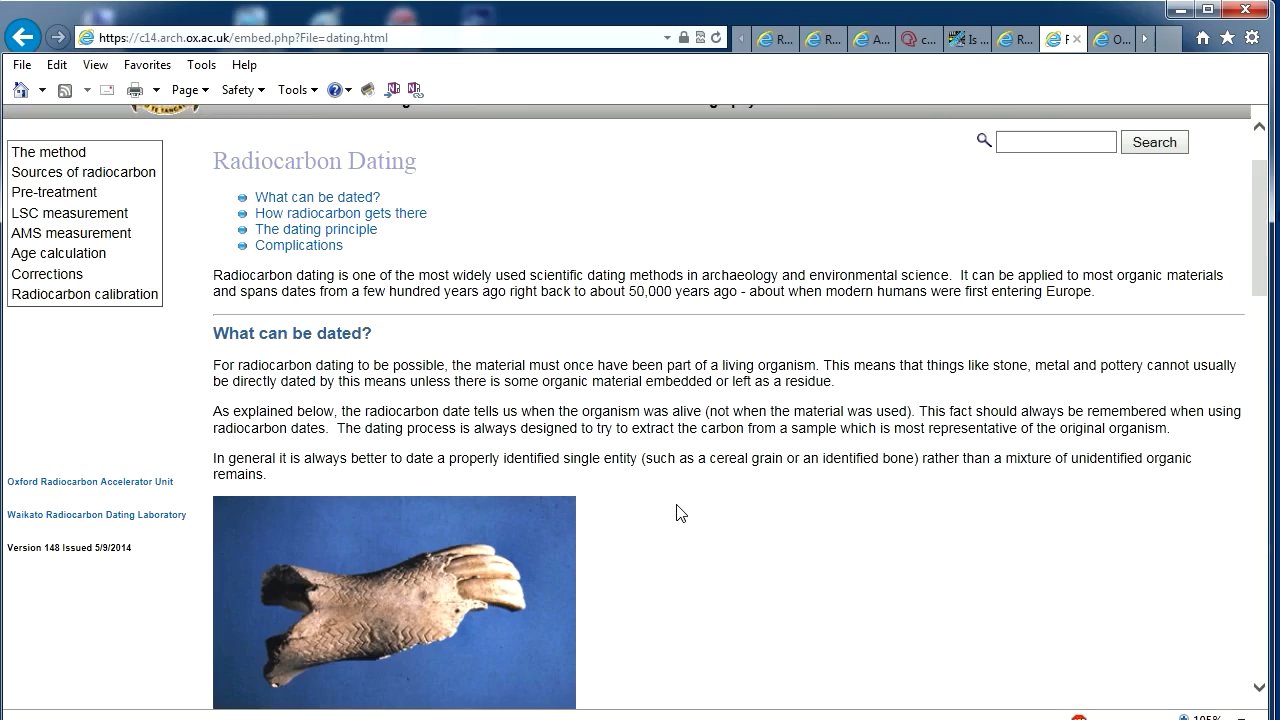 https://c14.arch.ox.ac.uk/embed.php?File=dating.html
R...
R...
A...
c...
Is ...
R...
F
O...
File Edit View Favorites Tools Help
Page Safety Tools
Search
The method
Sources of radiocarbon
Pre-treatment
LSC measurement
AMS measurement
Age calculation
Corrections
Radiocarbon calibration
Oxford Radiocarbon Accelerator Unit
Waikato Radiocarbon Dating Laboratory
Version 148 Issued 5/9/2014
Radiocarbon Dating
What can be dated?
How radiocarbon gets there
The dating principle
Complications
Radiocarbon dating is one of the most widely used scientific dating methods in archaeology and environmental science.  It can be applied to most organic materials
and spans dates from a few hundred years ago right back to about 50,000 years ago - about when modern humans were first entering Europe.
What can be dated?
For radiocarbon dating to be possible, the material must once have been part of a living organism. This means that things like stone, metal and pottery cannot usually
be directly dated by this means unless there is some organic material embedded or left as a residue.
As explained below, the radiocarbon date tells us when the organism was alive (not when the material was used). This fact should always be remembered when using
radiocarbon dates.  The dating process is always designed to try to extract the carbon from a sample which is most representative of the original organism.
In general it is always better to date a properly identified single entity (such as a cereal grain or an identified bone) rather than a mixture of unidentified organic
remains.
105%